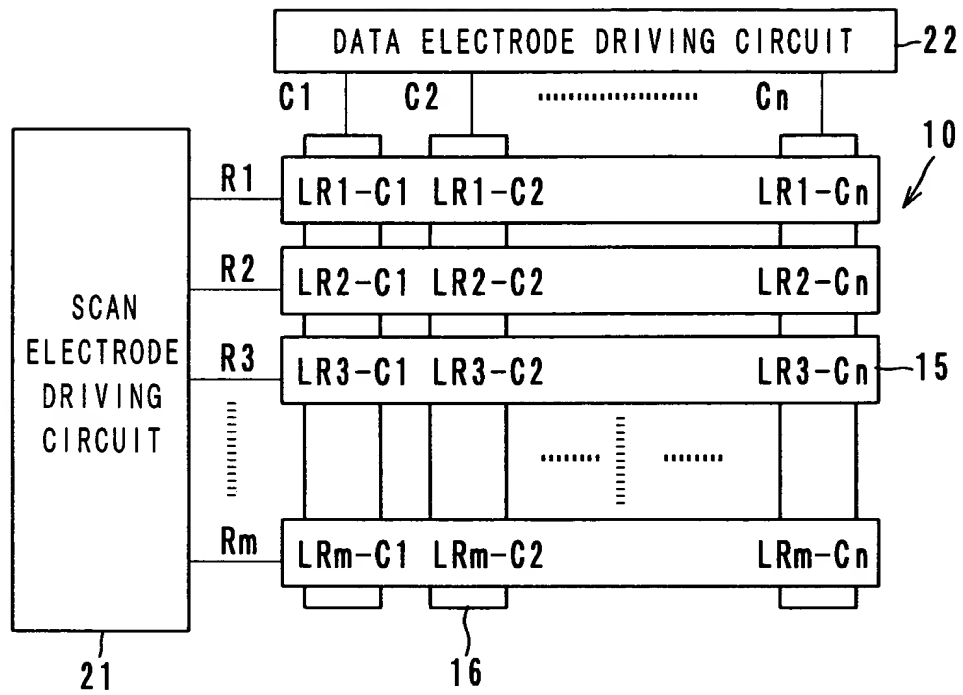 DATA ELECTRODE DRIVING CIRCUIT
22
C1 C2 Cn
10
R1 LR1-C1 LR1-C2 LR1-Cn
R2 LR2-C1 LR2-C2 LR2-Cn
SCAN
ELECTRODE
DRIVING
CIRCUIT
R3 LR3-C1 LR3-C2 LR3-Cn
15
Rm LRm-C1 LRm-C2 LRm-Cn
21
16